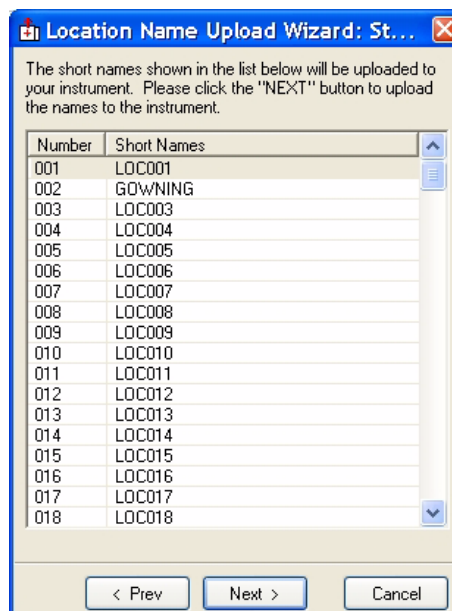 Location Name Upload Wizard: St...
The short names shown in the list below will be uploaded to
your instrument. Please click the "NEXT" button to upload
the names to the instrument.
Number Short Names
001 LOC001
002 GOWNING
003 LOC003
004 LOC004
005 LOC005
006 LOC006
007 LOC007
008 LOC008
009 LOC009
010 LOC010
011 LOC011
012 LOC012
013 LOC013
014 LOC014
015 LOC015
016 LOC016
017 LOC017
018 LOC018
< Prev Next > Cancel